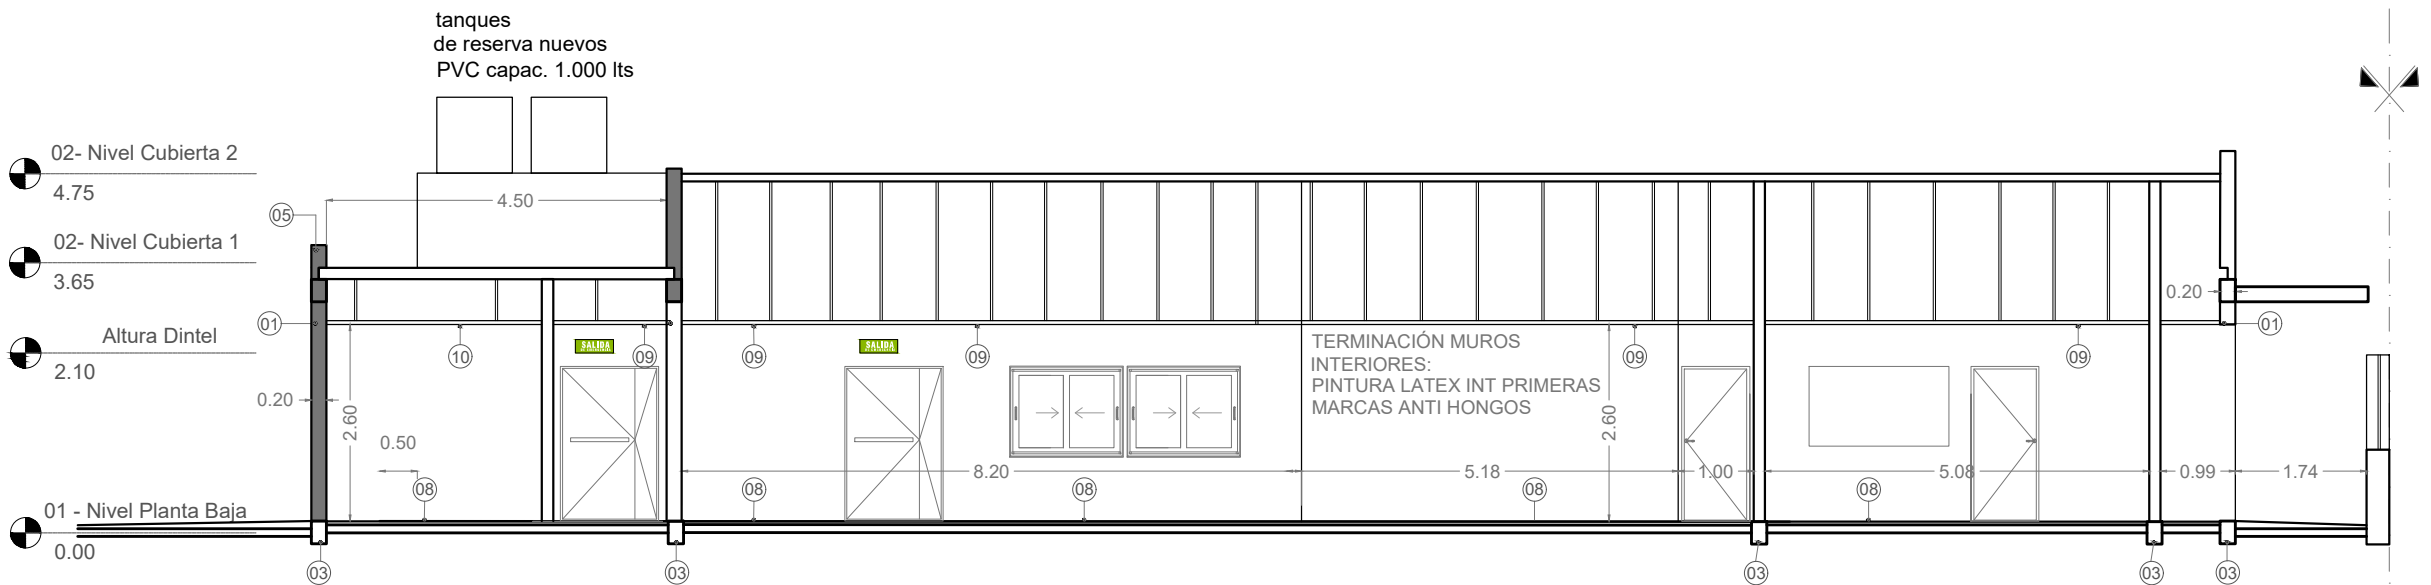 tanques
de reserva nuevos
PVC capac. 1.000 lts
02- Nivel Cubierta 2
4.75
4.50
05
02- Nivel Cubierta 1
3.65
0.20
01
Altura Dintel
2.10
10
SALIDA
09
09
SALIDA
09
TERMINACIÓN MUROS
INTERIORES:
PINTURA LATEX INT PRIMERAS
MARCAS ANTI HONGOS
09
09
01
0.20
2.60
0.50
2.60
8.20
5.18
1.00
5.08
0.99
1.74
08
08
08
08
08
01 - Nivel Planta Baja
0.00
03
03
03
03
03